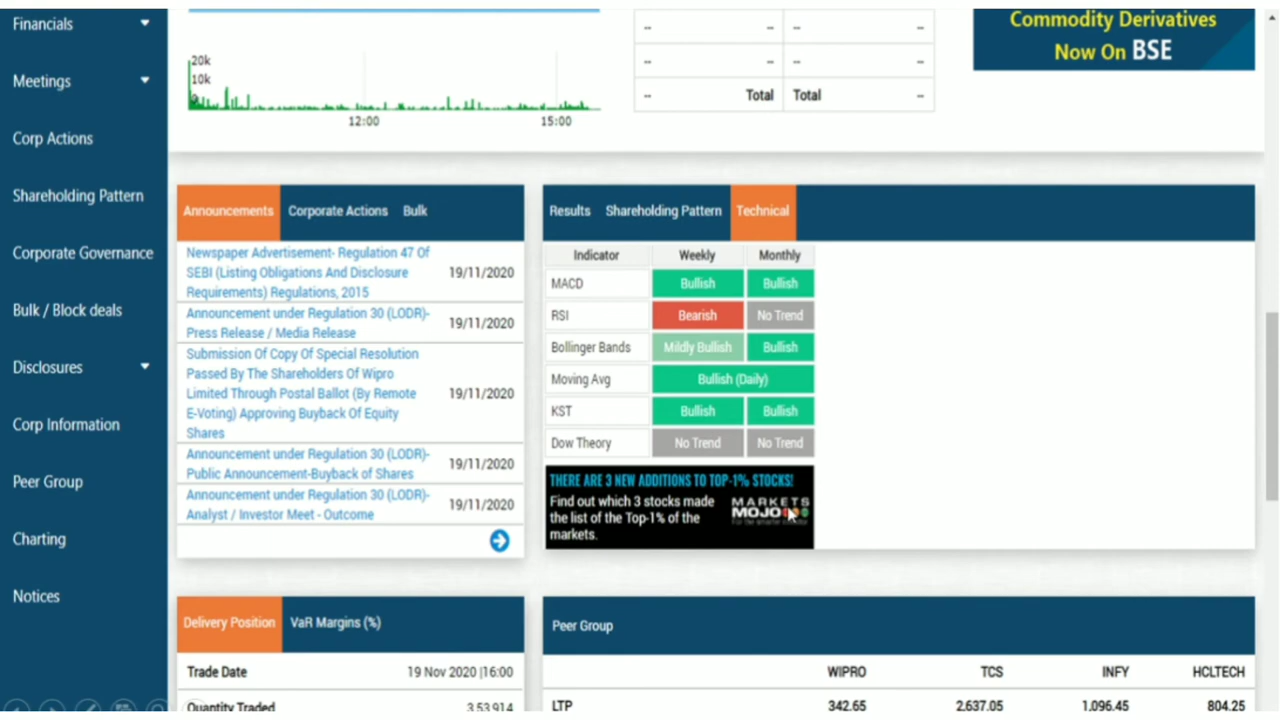 Financials
Meetings
Corp Actions
Shareholding Pattern
Corporate Governance
Bulk / Block deals
Disclosures
Corp Information
Peer Group
Charting
Notices
20k
10k
0
12:00 15:00
-- -- -- --
-- -- -- --
-- Total Total --
Commodity Derivatives
Now On BSE
Announcements Corporate Actions Bulk
Newspaper Advertisement- Regulation 47 Of
SEBI (Listing Obligations And Disclosure
Requirements) Regulations, 2015
19/11/2020
Announcement under Regulation 30 (LODR)-
Press Release / Media Release
19/11/2020
Submission Of Copy Of Special Resolution
Passed By The Shareholders Of Wipro
Limited Through Postal Ballot (By Remote
E-Voting) Approving Buyback Of Equity
Shares
19/11/2020
Announcement under Regulation 30 (LODR)-
Public Announcement-Buyback of Shares
19/11/2020
Announcement under Regulation 30 (LODR)-
Analyst / Investor Meet - Outcome
19/11/2020
Results Shareholding Pattern Technical
Indicator Weekly Monthly
MACD Bullish Bullish
RSI Bearish No Trend
Bollinger Bands Mildly Bullish Bullish
Moving Avg Bullish (Daily)
KST Bullish Bullish
Dow Theory No Trend No Trend
THERE ARE 3 NEW ADDITIONS TO TOP-1% STOCKS!
Find out which 3 stocks made
the list of the Top-1% of the
markets.
MARKETS
MOJO
Delivery Position VaR Margins (%)
Trade Date 19 Nov 2020 |16:00
Quantity Traded 3,53,914
Peer Group
WIPRO TCS INFY HCLTECH
LTP 342.65 2,637.05 1,096.45 804.25